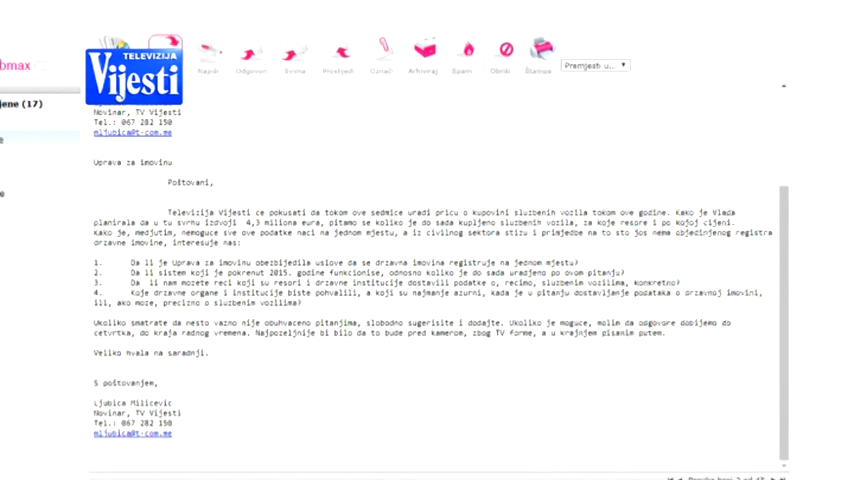 TELEVIZIJA
Vijesti
bmax
Napiši Odgovori Svima Proslijedi Označi Arhiviraj Spam Obriši Štampa Premjesti u...
jene (17)
Novinar, TV Vijesti
Tel.: 067 282 150
mljubica@t-com.me
Uprava za imovinu
Poštovani,
Televizija Vijesti ce pokusati da tokom ove sedmice uradi pricu o kupovini sluzbenih vozila tokom ove godine. Kako je Vlada
planirala da u tu svrhu izdvoji 4,3 miliona eura, pitamo se koliko je do sada kupljeno sluzbenih vozila, za koje resore i po kojoj cijeni.
Kako je, medjutim, nemoguce sve ove podatke naci na jednom mjestu, a iz civilnog sektora stizu i primjedbe na to sto jos nema objedinjenog registra
drzavne imovine, interesuje nas:
1. Da li je Uprava za imovinu obezbijedila uslove da se drzavna imovina registruje na jednom mjestu?
2. Da li sistem koji je pokrenut 2015. godine funkcionise, odnosno koliko je do sada uradjeno po ovom pitanju?
3. Da li nam mozete reci koji su resori i drzavne institucije dostavili podatke o, recimo, sluzbenim vozilima, konkretno?
4. Koje drzavne organe i institucije biste pohvalili, a koji su najmanje azurni, kada je u pitanju dostavljanje podataka o drzavnoj imovini,
ili, ako moze, precizno o sluzbenim vozilima?
Ukoliko smatrate da nesto vazno nije obuhvaceno pitanjima, slobodno sugerisite i dodajte. Ukoliko je moguce, molim da odgovore dobijemo do
cetvrtka, do kraja radnog vremena. Najpozeljnije bi bilo da to bude pred kamerom, zbog TV forme, a u krajnjem pisanim putem.
Veliko hvala na saradnji.
S poštovanjem,
Ljubica Milicevic
Novinar, TV Vijesti
Tel.: 067 282 150
mljubica@t-com.me